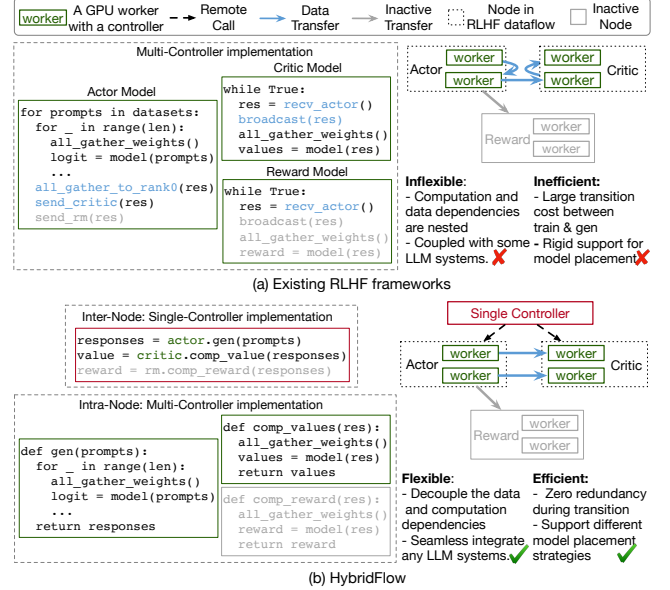 worker A GPU worker with a controller
Remote Call
Data Transfer
Inactive Transfer
Node in RLHF dataflow
Inactive Node
Multi-Controller implementation
Actor Model
for prompts in datasets:
for _ in range(len):
all_gather_weights()
logit = model(prompts)
...
all_gather_to_rank0(res)
send_critic(res)
send_rm(res)
Critic Model
while True:
res = recv_actor()
broadcast(res)
all_gather_weights()
values = model(res)
Reward Model
while True:
res = recv_actor()
broadcast(res)
all_gather_weights()
reward = model(res)
Actor
worker
worker
worker
worker
Critic
Reward
worker
worker
Inflexible:
- Computation and
data dependencies
are nested
- Coupled with some
LLM systems.
Inefficient:
- Large transition
cost between
train & gen
- Rigid support for
model placement
(a) Existing RLHF frameworks
Inter-Node: Single-Controller implementation
responses = actor.gen(prompts)
value = critic.comp_value(responses)
reward = rm.comp_reward(responses)
Intra-Node: Multi-Controller implementation
def gen(prompts):
for _ in range(len):
all_gather_weights()
logit = model(prompts)
...
return responses
def comp_values(res):
all_gather_weights()
values = model(res)
return values
def comp_reward(res):
all_gather_weights()
reward = model(res)
return reward
Single Controller
Actor
worker
worker
worker
worker
Critic
Reward
worker
worker
Flexible:
- Decouple the data
and computation
dependencies
- Seamless integrate
any LLM systems.
Efficient:
- Zero redundancy
during transition
- Support different
model placement
strategies
(b) HybridFlow